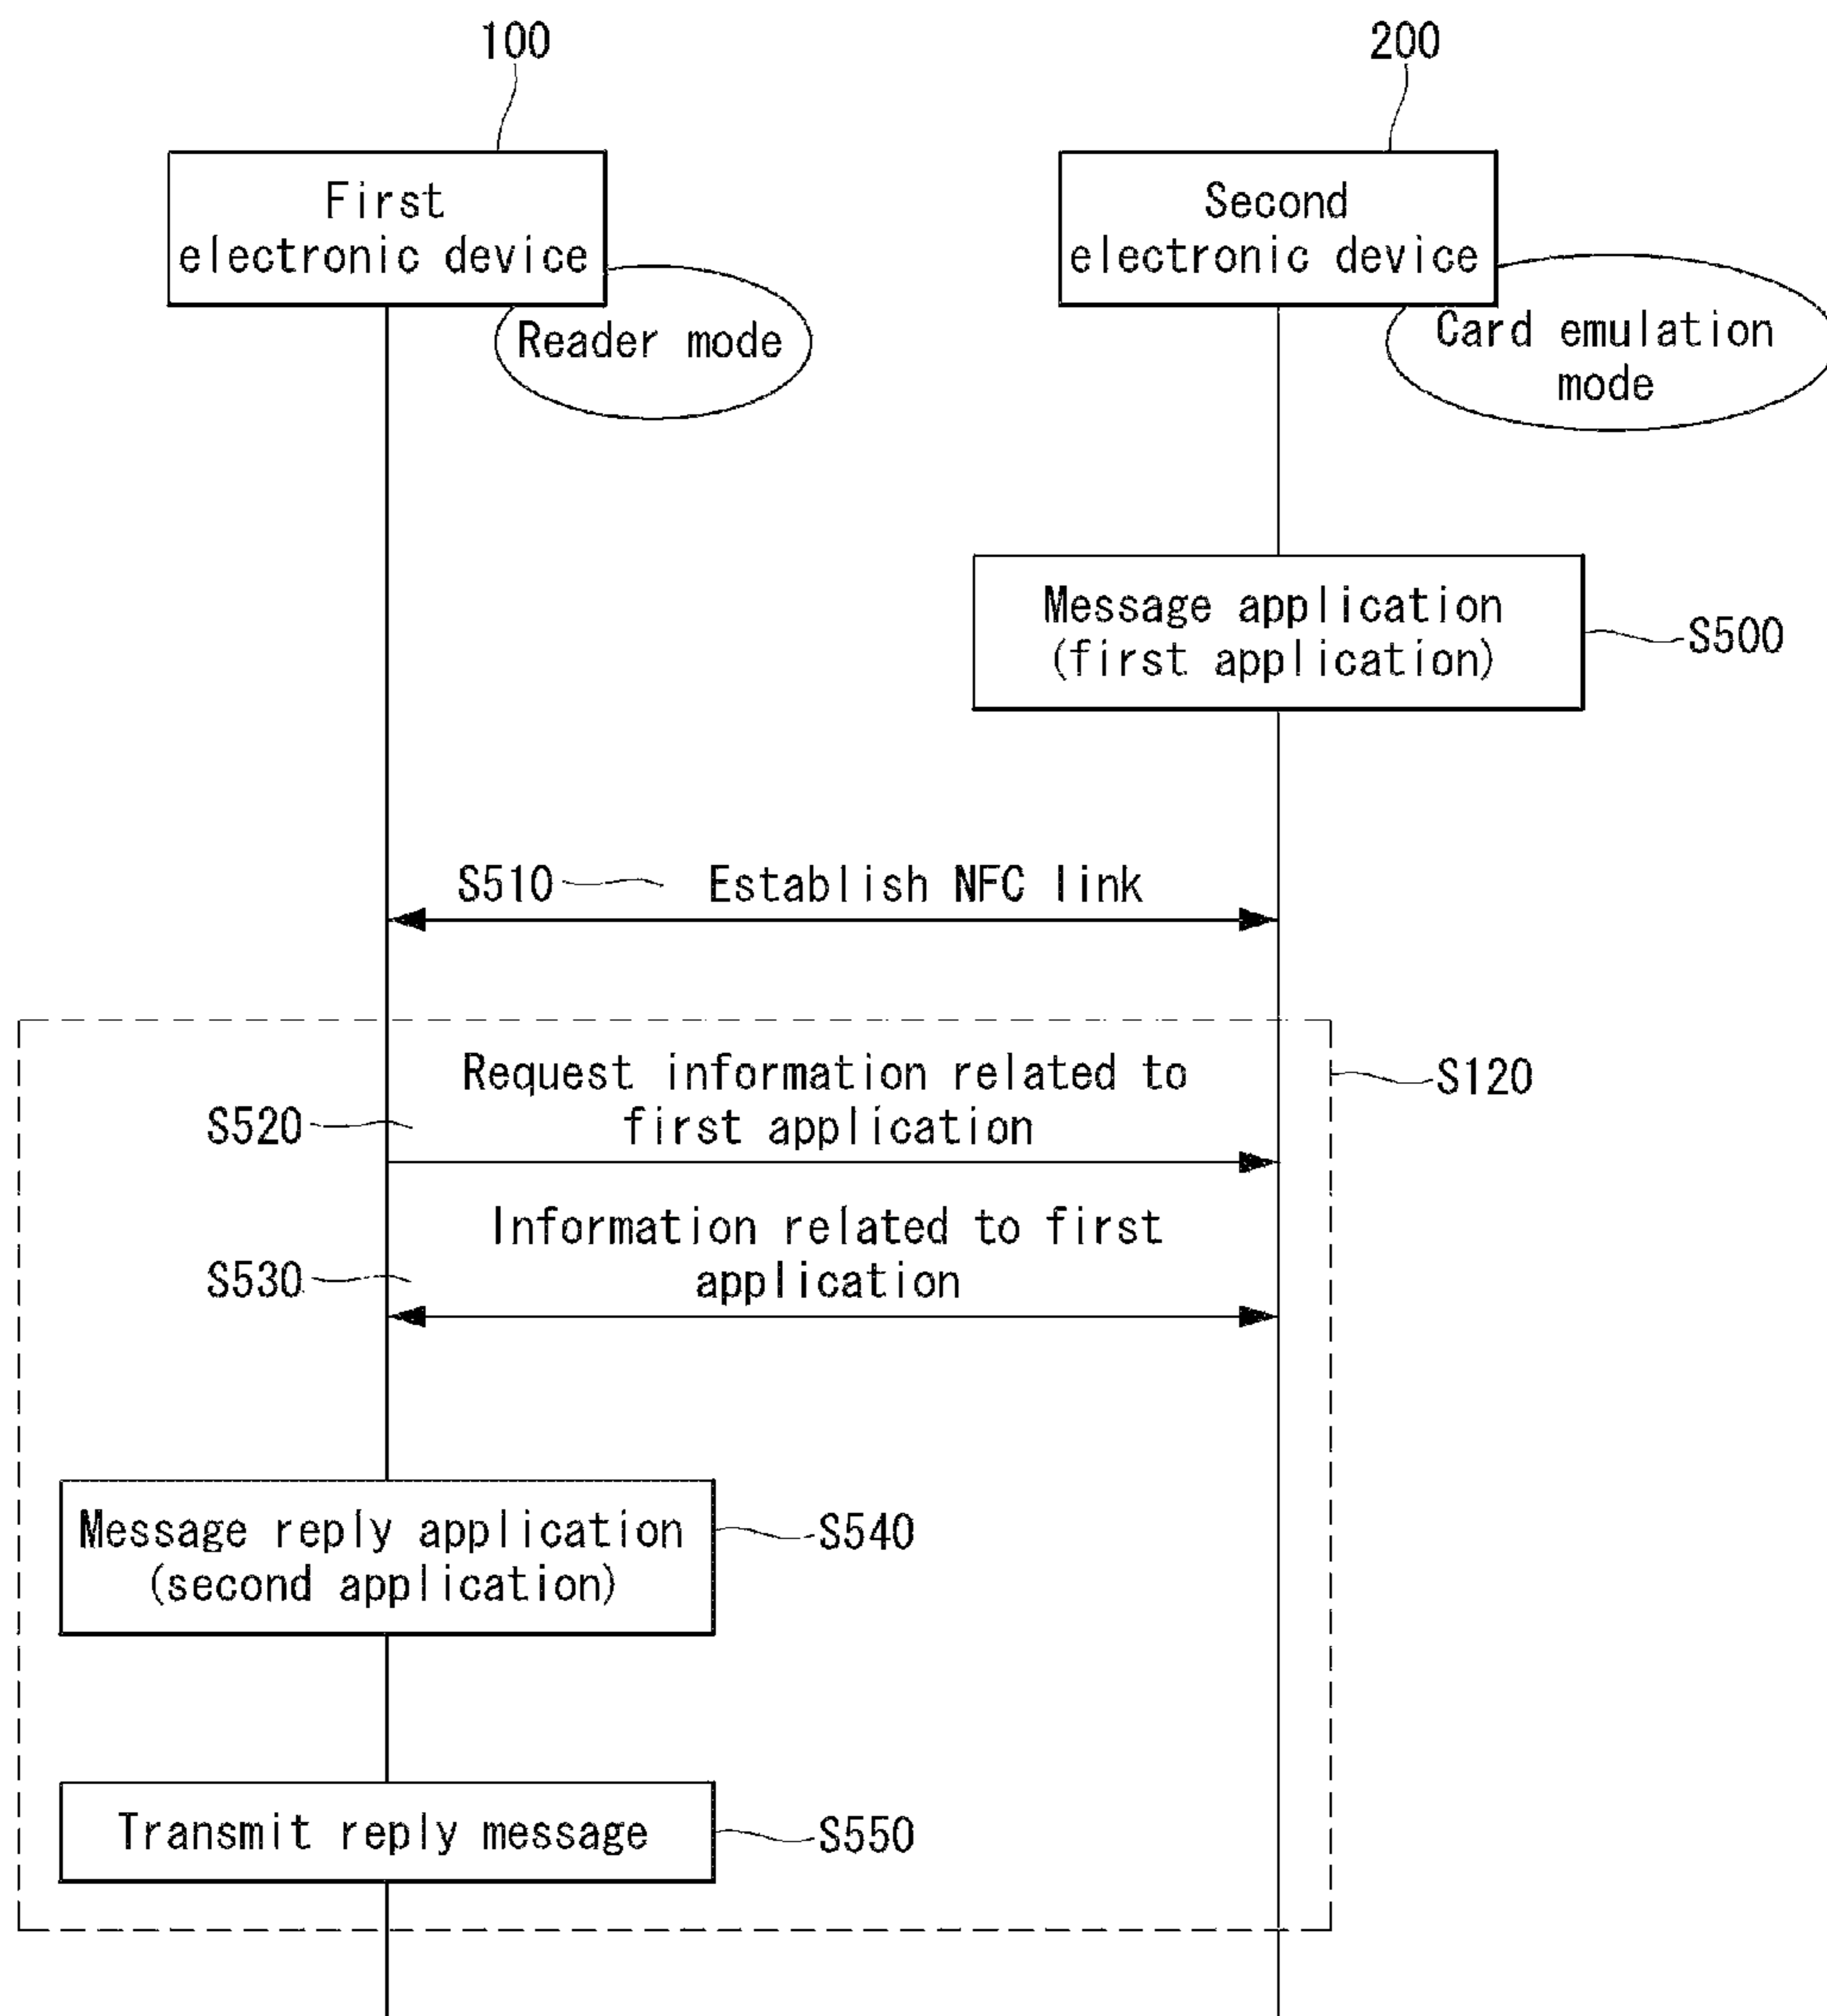 100
200
First
electronic device
Second
electronic device
Reader mode
Card emulation
mode
Message application
(first application)
S500
S510
Establish NFC link
Request information related to
first application
S520
S120
Information related to first
application
S530
Message reply application
(second application)
S540
Transmit reply message
S550